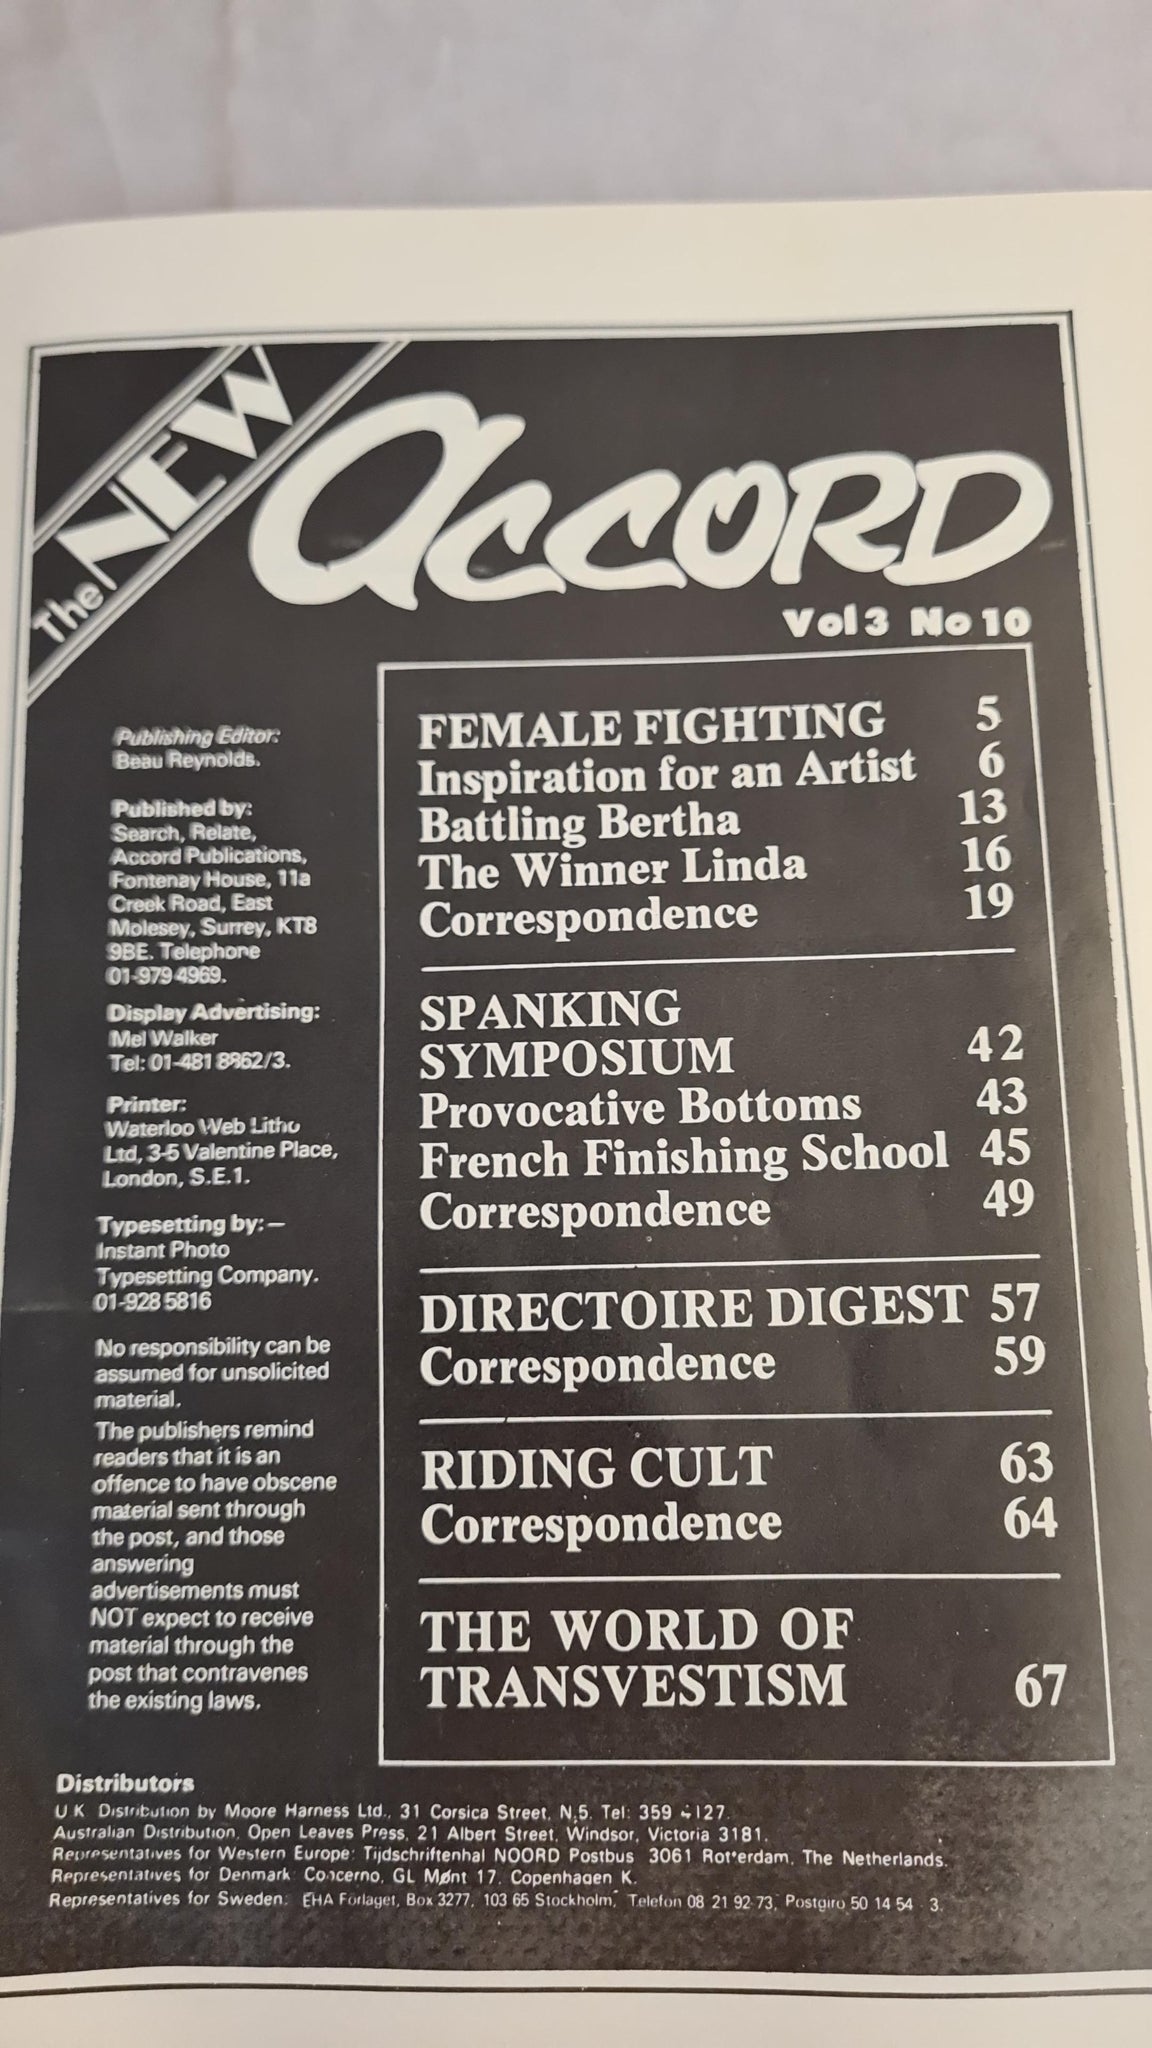 The NEW
accord
Vol 3 No 10
Publishing Editor:
Beau Reynolds.
Published by:
Search, Relate,
Accord Publications,
Fontenay House, 11a
Creek Road, East
Molesey, Surrey, KT8
9BE. Telephone
01-979 4969.
Display Advertising:
Mel Walker
Tel: 01-481 8862/3.
Printer:
Waterloo Web Litho
Ltd, 3-5 Valentine Place,
London, S.E.1.
Typesetting by:—
Instant Photo
Typesetting Company.
01-928 5816
No responsibility can be
assumed for unsolicited
material.
The publishers remind
readers that it is an
offence to have obscene
material sent through
the post, and those
answering
advertisements must
NOT expect to receive
material through the
post that contravenes
the existing laws.
FEMALE FIGHTING 5
Inspiration for an Artist 6
Battling Bertha 13
The Winner Linda 16
Correspondence 19
SPANKING
SYMPOSIUM 42
Provocative Bottoms 43
French Finishing School 45
Correspondence 49
DIRECTOIRE DIGEST 57
Correspondence 59
RIDING CULT 63
Correspondence 64
THE WORLD OF
TRANSVESTISM 67
Distributors
U.K. Distribution by Moore Harness Ltd., 31 Corsica Street, N.5. Tel: 359 4127.
Australian Distribution, Open Leaves Press, 21 Albert Street, Windsor, Victoria 3181.
Representatives for Western Europe: Tijdschriftenhal NOORD Postbus 3061 Rotterdam, The Netherlands.
Representatives for Denmark: Concerno, GL Mønt 17, Copenhagen K.
Representatives for Sweden: EHA Förlaget, Box 3277, 103 65 Stockholm, Telefon 08 21 92 73, Postgiro 50 14 54 - 3.